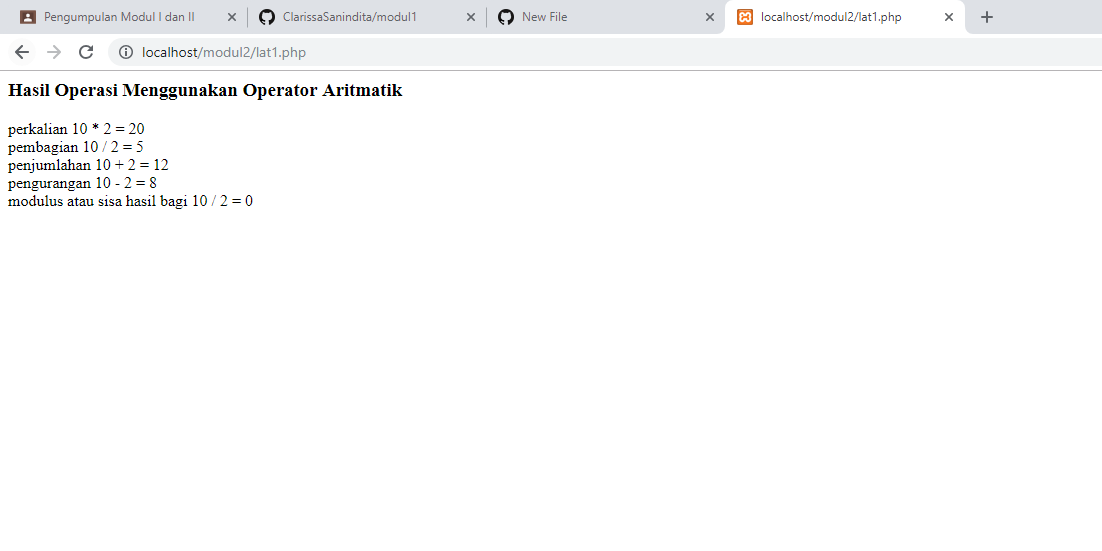 Pengumpulan Modul I dan II
ClarissaSanindita/modul1
New File
localhost/modul2/lat1.php
localhost/modul2/lat1.php
Hasil Operasi Menggunakan Operator Aritmatik
perkalian 10 * 2 = 20
pembagian 10 / 2 = 5
penjumlahan 10 + 2 = 12
pengurangan 10 - 2 = 8
modulus atau sisa hasil bagi 10 / 2 = 0